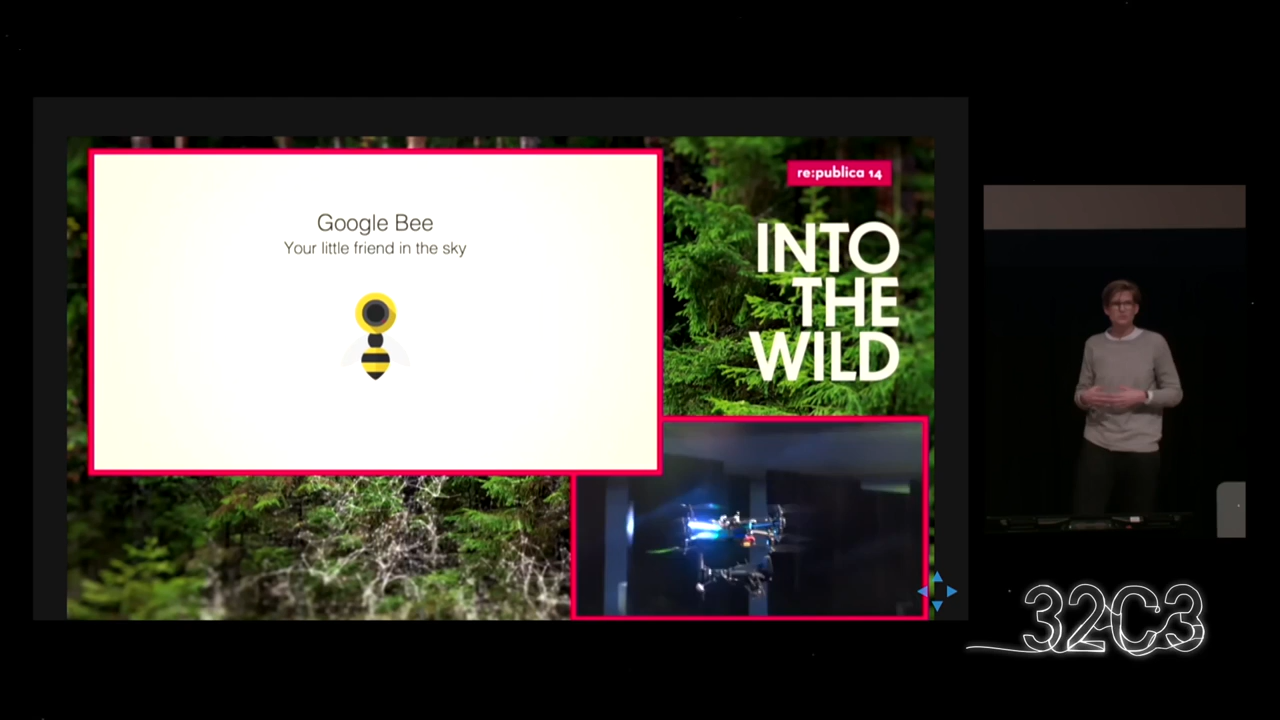 Google Bee
Your little friend in the sky
re:publica 14
INTO
THE
WILD
32C3